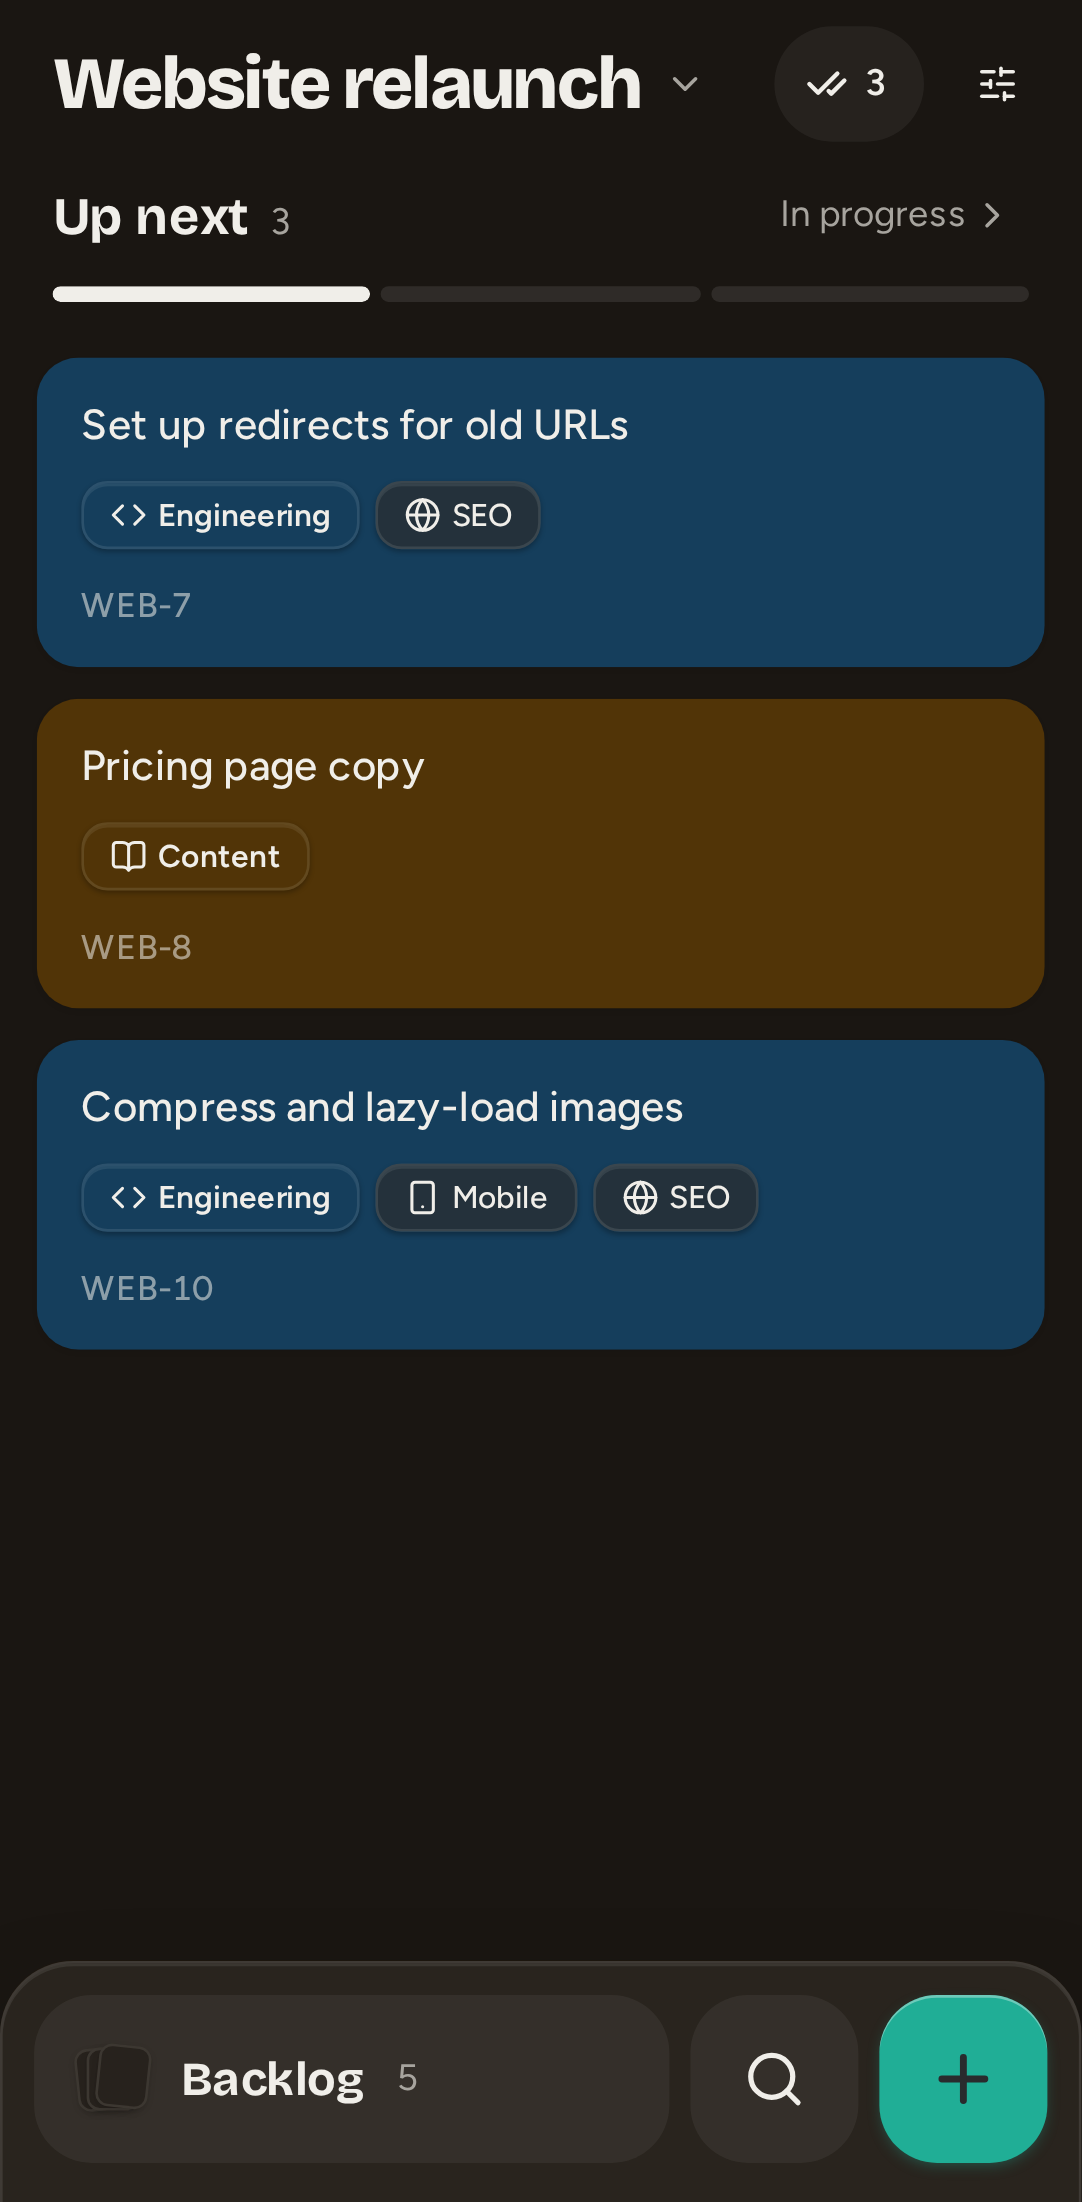 Website relaunch
3
Up next 3
In progress
Set up redirects for old URLs
Engineering SEO
WEB-7
Pricing page copy
Content
WEB-8
Compress and lazy-load images
Engineering Mobile SEO
WEB-10
Backlog 5